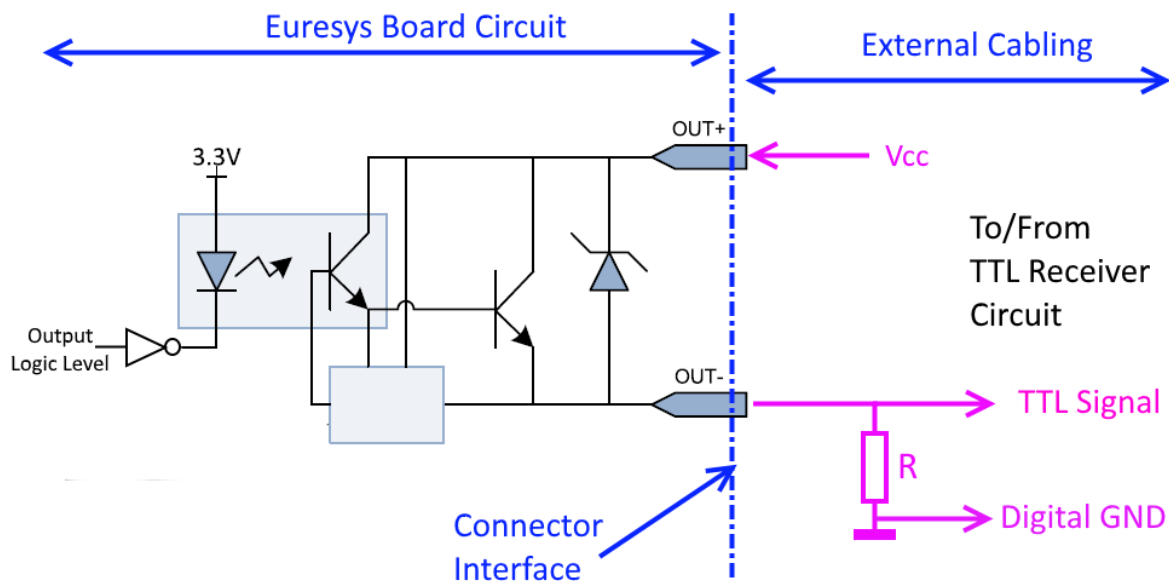 Euresys Board Circuit
External Cabling
OUT+
3.3V
Vcc
To/From
TTL Receiver
Circuit
Output
Logic Level
OUT-
TTL Signal
R
Digital GND
Connector
Interface